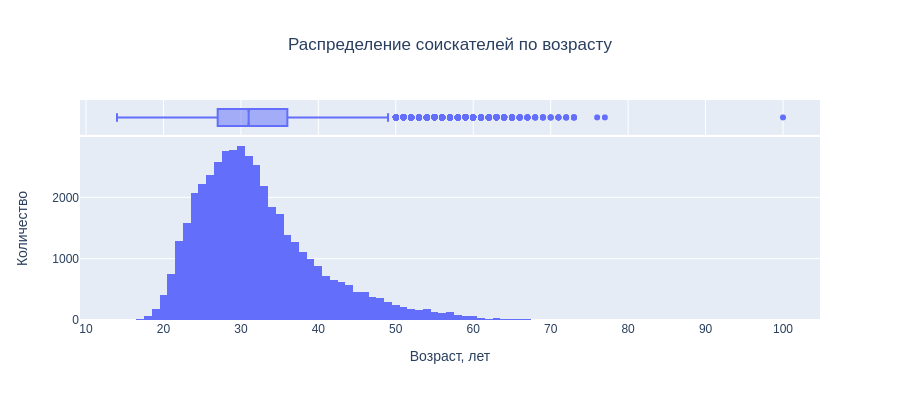 Распределение соискателей по возрасту
Количество
2000
1000
0
10 20 30 40 50 60 70 80 90 100
Возраст, лет